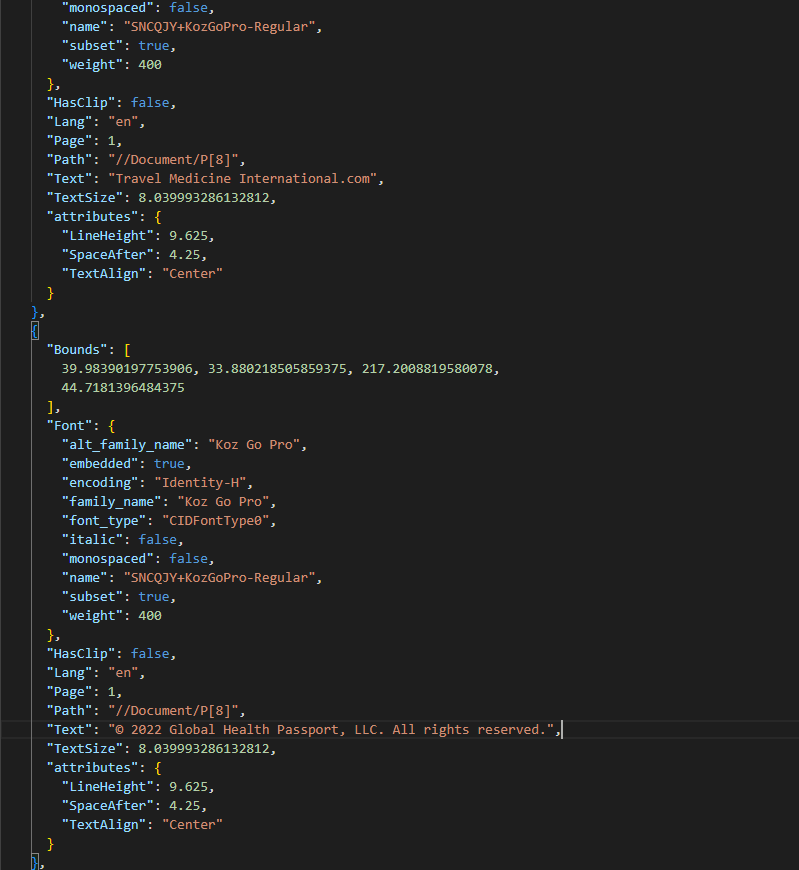 "monospaced": false,
"name": "SNCQJY+KozGoPro-Regular",
"subset": true,
"weight": 400
},
"HasClip": false,
"Lang": "en",
"Page": 1,
"Path": "//Document/P[8]",
"Text": "Travel Medicine International.com",
"TextSize": 8.039993286132812,
"attributes": {
"LineHeight": 9.625,
"SpaceAfter": 4.25,
"TextAlign": "Center"
}
},
{
"Bounds": [
39.98390197753906, 33.880218505859375, 217.2008819580078,
44.7181396484375
],
"Font": {
"alt_family_name": "Koz Go Pro",
"embedded": true,
"encoding": "Identity-H",
"family_name": "Koz Go Pro",
"font_type": "CIDFontType0",
"italic": false,
"monospaced": false,
"name": "SNCQJY+KozGoPro-Regular",
"subset": true,
"weight": 400
},
"HasClip": false,
"Lang": "en",
"Page": 1,
"Path": "//Document/P[8]",
"Text": "© 2022 Global Health Passport, LLC. All rights reserved.",
"TextSize": 8.039993286132812,
"attributes": {
"LineHeight": 9.625,
"SpaceAfter": 4.25,
"TextAlign": "Center"
}
},